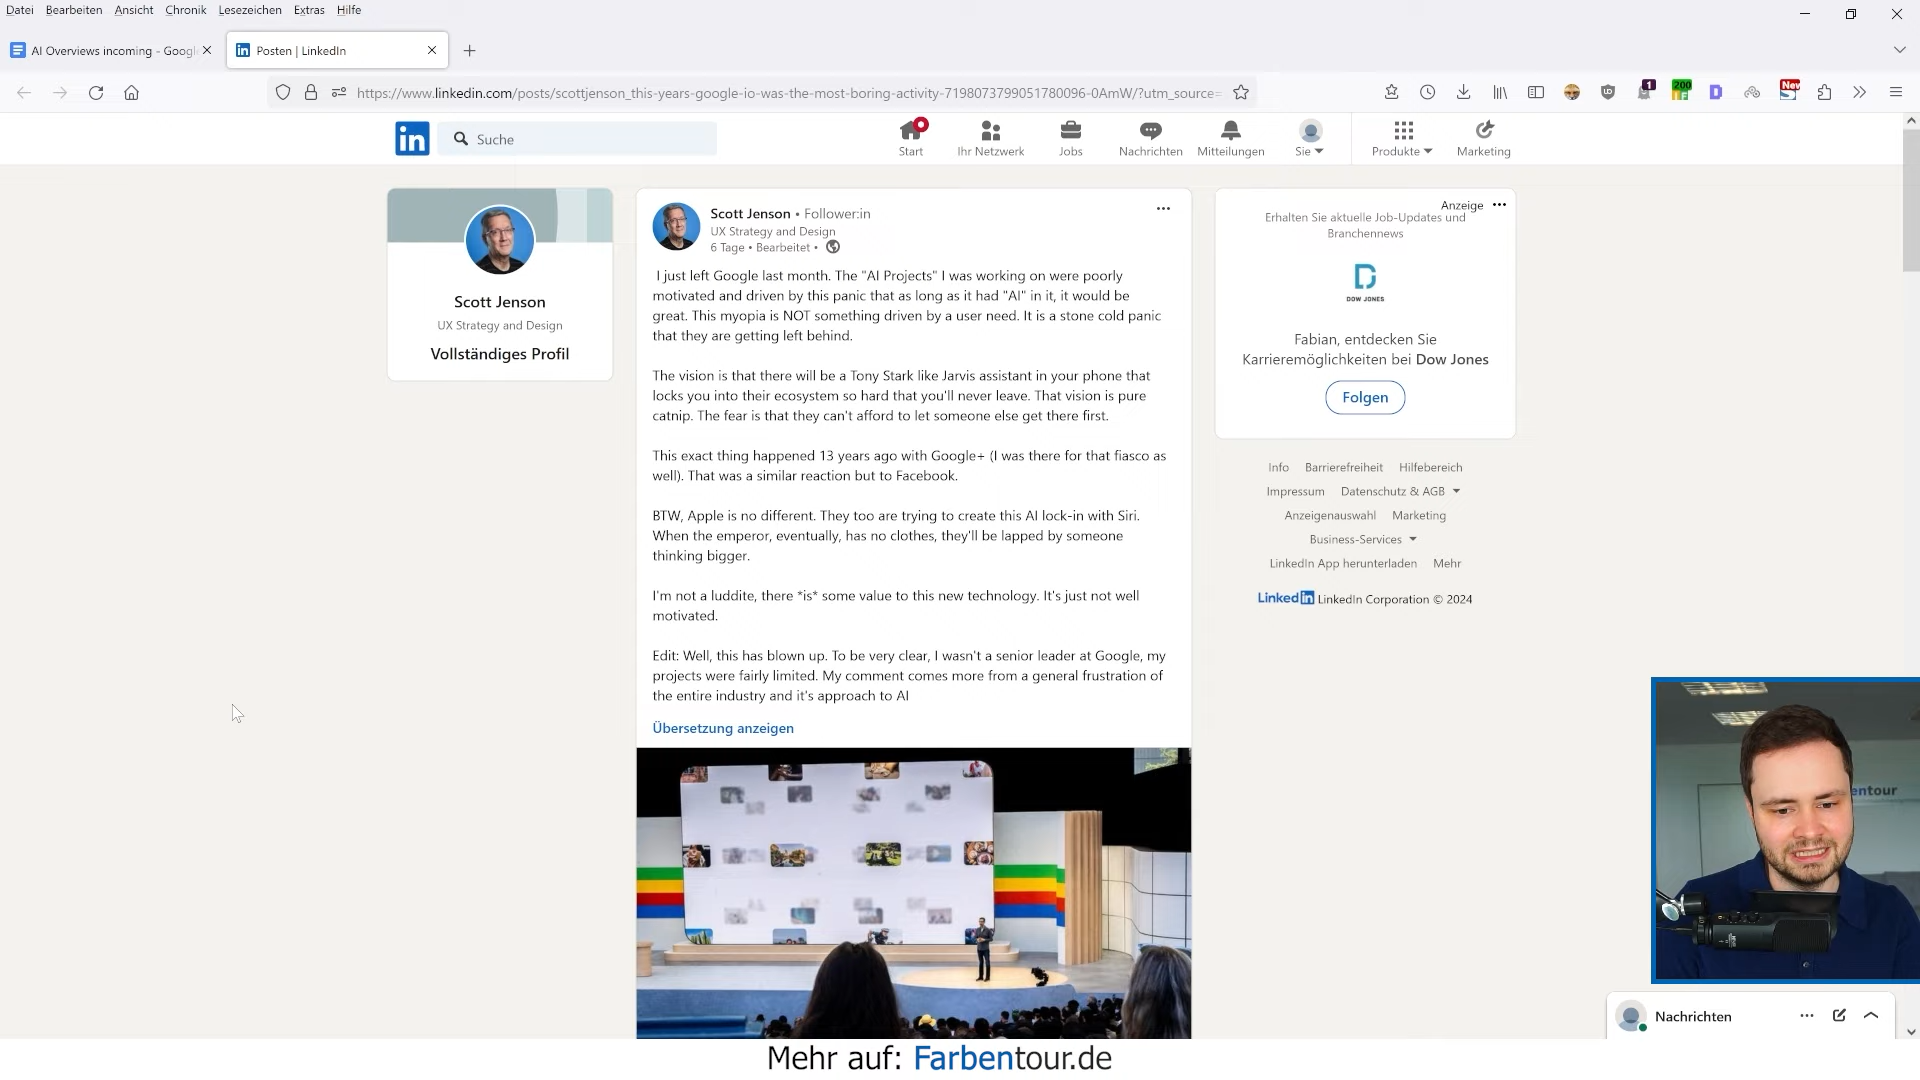 Datei Bearbeiten Ansicht Chronik Lesezeichen Extras Hilfe
AI Overviews incoming - Googl
Posten | LinkedIn
https://www.linkedin.com/posts/scottjenson_this-years-google-io-was-the-most-boring-activity-7198073799051780096-0AmW/?utm_source=
1
200
New
in
Suche
Start
Ihr Netzwerk
Jobs
Nachrichten
Mitteilungen
Sie
Produkte
Marketing
Scott Jenson
UX Strategy and Design
Vollständiges Profil
Scott Jenson • Follower:in
UX Strategy and Design
6 Tage • Bearbeitet •
I just left Google last month. The "AI Projects" I was working on were poorly
motivated and driven by this panic that as long as it had "AI" in it, it would be
great. This myopia is NOT something driven by a user need. It is a stone cold panic
that they are getting left behind.
The vision is that there will be a Tony Stark like Jarvis assistant in your phone that
locks you into their ecosystem so hard that you'll never leave. That vision is pure
catnip. The fear is that they can't afford to let someone else get there first.
This exact thing happened 13 years ago with Google+ (I was there for that fiasco as
well). That was a similar reaction but to Facebook.
BTW, Apple is no different. They too are trying to create this AI lock-in with Siri.
When the emperor, eventually, has no clothes, they'll be lapped by someone
thinking bigger.
I'm not a luddite, there *is* some value to this new technology. It's just not well
motivated.
Edit: Well, this has blown up. To be very clear, I wasn't a senior leader at Google, my
projects were fairly limited. My comment comes more from a general frustration of
the entire industry and it's approach to AI
Übersetzung anzeigen
Anzeige
Erhalten Sie aktuelle Job-Updates und
Branchennews
DOW JONES
Fabian, entdecken Sie
Karrieremöglichkeiten bei Dow Jones
Folgen
Info Barrierefreiheit Hilfebereich
Impressum Datenschutz & AGB
Anzeigenauswahl Marketing
Business-Services
LinkedIn App herunterladen Mehr
LinkedIn LinkedIn Corporation © 2024
bentour
Nachrichten
Mehr auf: Farbentour.de